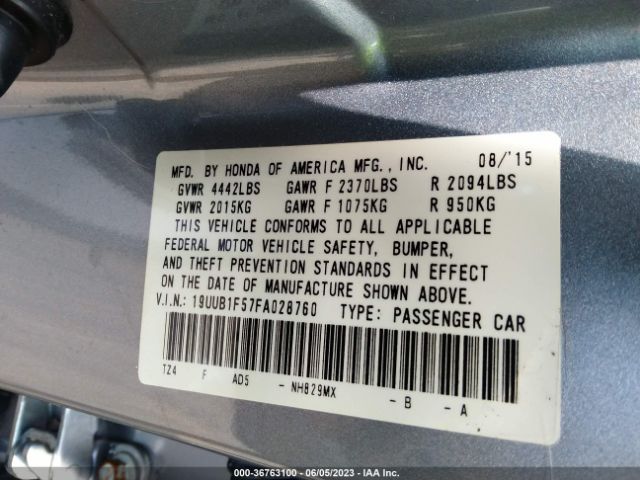 MFD. BY HONDA OF AMERICA MFG., INC. 08/'15
GVWR 4442LBS GAWR F 2370LBS R 2094LBS
GVWR 2015KG GAWR F 1075KG R 950KG
THIS VEHICLE CONFORMS TO ALL APPLICABLE
FEDERAL MOTOR VEHICLE SAFETY, BUMPER,
AND THEFT PREVENTION STANDARDS IN EFFECT
ON THE DATE OF MANUFACTURE SHOWN ABOVE.
V.I.N.: 19UUB1F57FA028760 TYPE: PASSENGER CAR
TZ4 F AD5 - NH829MX - B - A
000-36763100 - 06/05/2023 - IAA Inc.